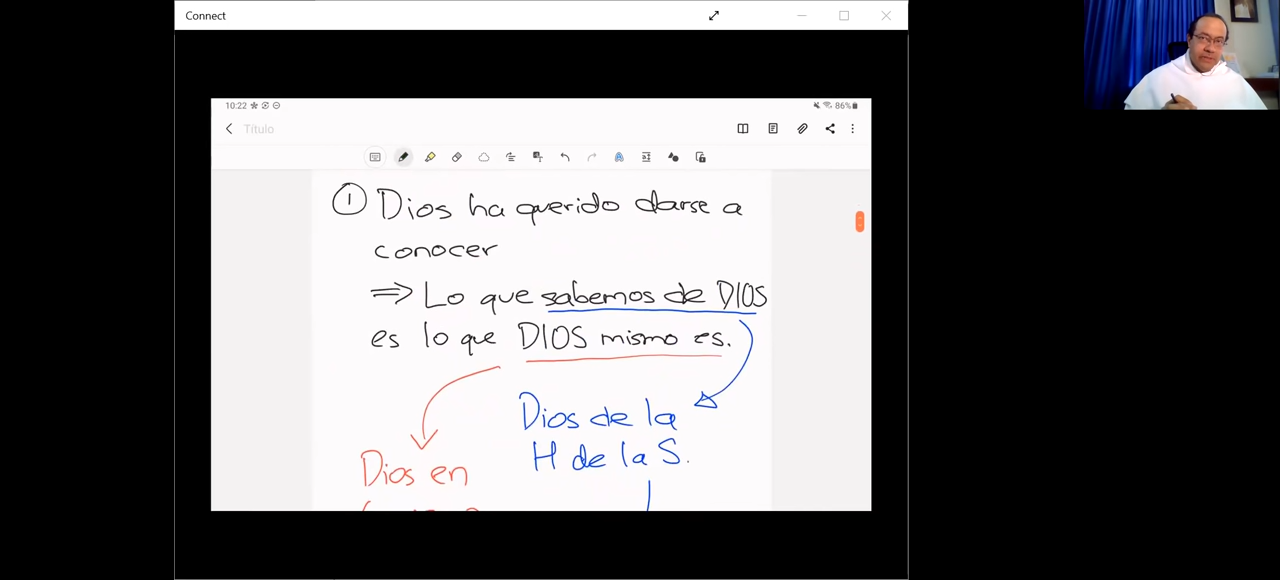 Connect
10:22
86%
Título
① Dios ha querido darse a
conocer
⇒ Lo que sabemos de DIOS
es lo que DIOS mismo es.
Dios de la
H de la S.
Dios en